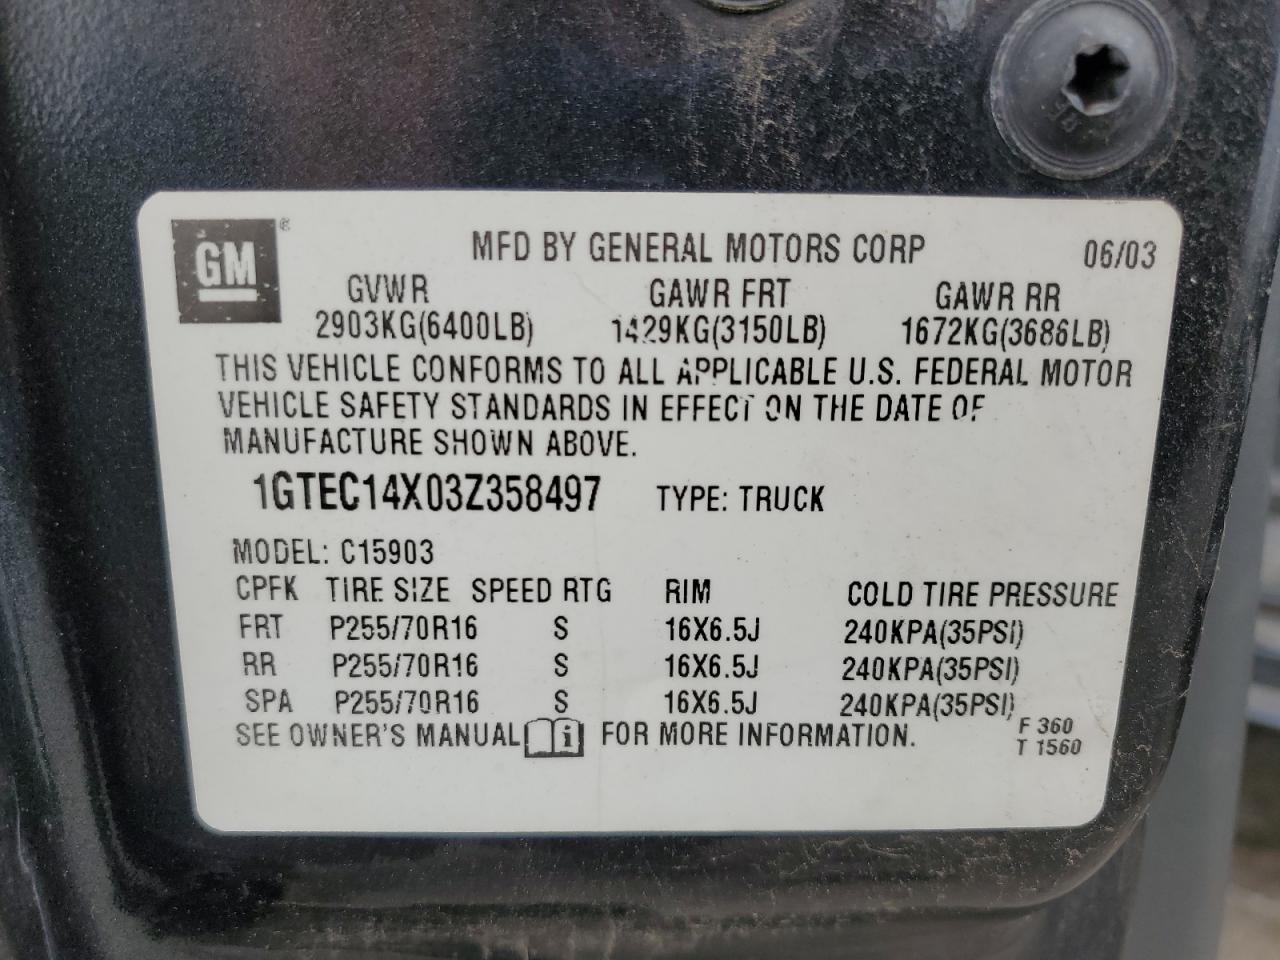 GM
MFD BY GENERAL MOTORS CORP 06/03
GVWR GAWR FRT GAWR RR
2903KG(6400LB) 1429KG(3150LB) 1672KG(3686LB)
THIS VEHICLE CONFORMS TO ALL APPLICABLE U.S. FEDERAL MOTOR
VEHICLE SAFETY STANDARDS IN EFFECT ON THE DATE OF
MANUFACTURE SHOWN ABOVE.
1GTEC14X03Z358497 TYPE: TRUCK
MODEL: C15903
CPFK TIRE SIZE SPEED RTG RIM COLD TIRE PRESSURE
FRT P255/70R16 S 16X6.5J 240KPA(35PSI)
RR P255/70R16 S 16X6.5J 240KPA(35PSI)
SPA P255/70R16 S 16X6.5J 240KPA(35PSI)
SEE OWNER'S MANUAL i FOR MORE INFORMATION.
F 360
T 1560